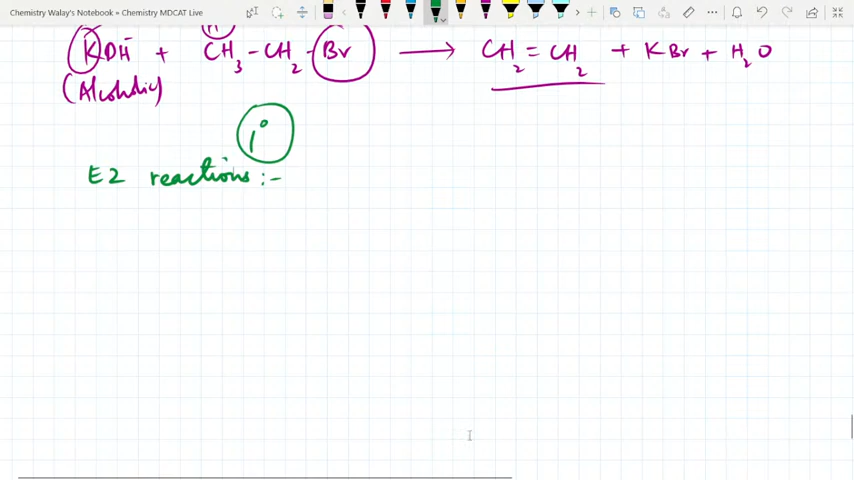 Chemistry Walay's Notebook » Chemistry MDCAT Live
H
KOH + CH3 - CH2 - Br ⟶ CH2 = CH2 + KBr + H2O
(Alcoholic)
1°
E2 reactions :-